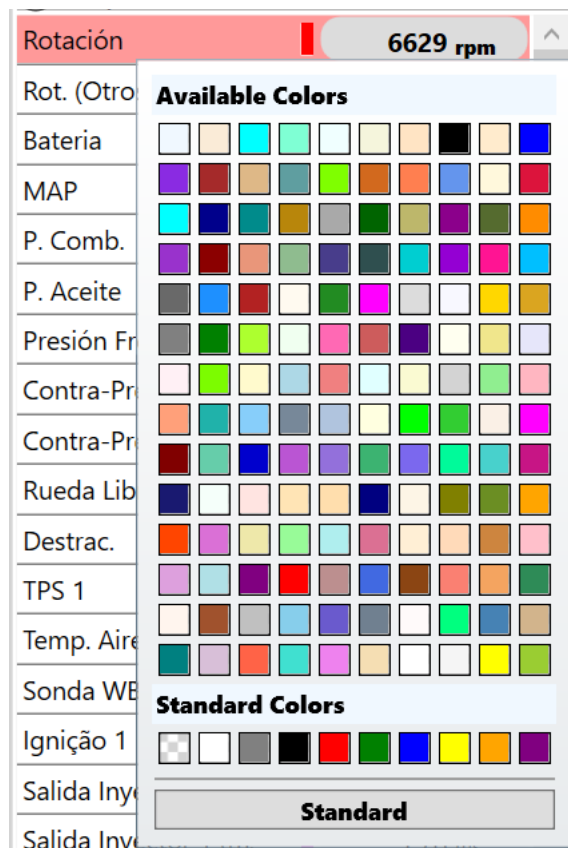 Rotación 6629 rpm
Rot. (Otro
Available Colors
Bateria
MAP
P. Comb.
P. Aceite
Presión Fr
Contra-Pr
Contra-Pr
Rueda Lib
Destrac.
TPS 1
Temp. Aire
Sonda WB
Standard Colors
Ignição 1
Salida Inye
Standard